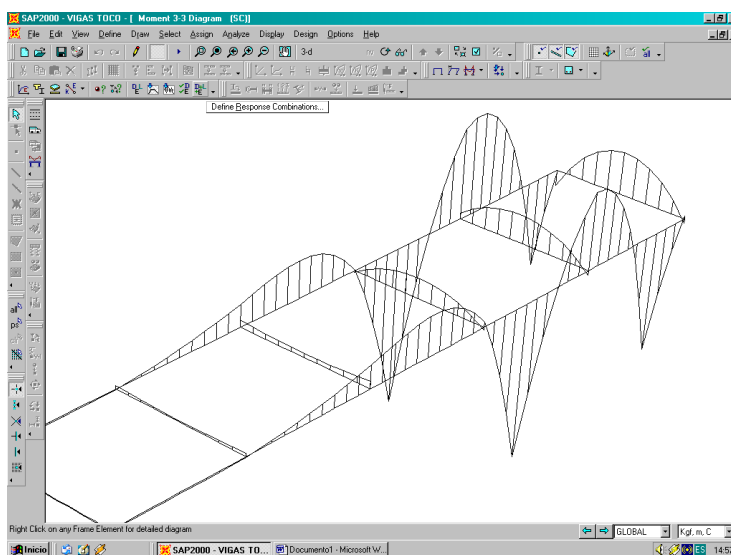 SAP2000 - VIGAS TOCO - [ Moment 3-3 Diagram (SC)]
File Edit View Define Draw Select Assign Analyze Display Design Options Help
3-d
Define Response Combinations...
all
ps
Right Click on any Frame Element for detailed diagram
GLOBAL
Kgf, m, C
Inicio
SAP2000 - VIGAS TO...
Documento1 - Microsoft W...
ES